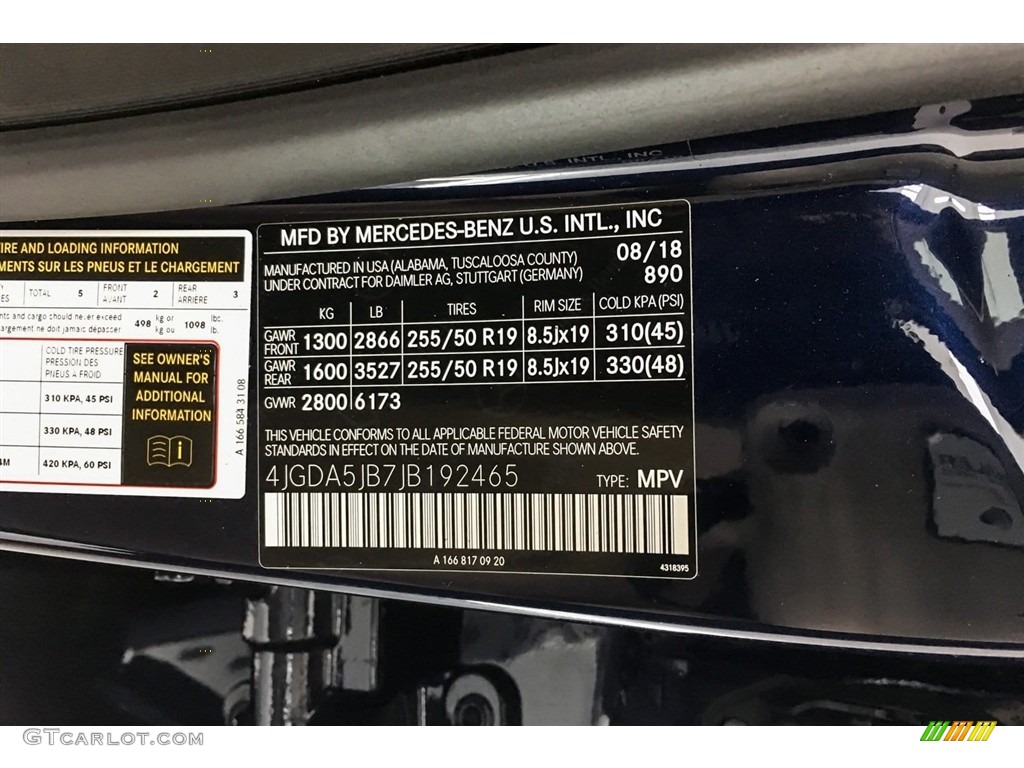 TIRE AND LOADING INFORMATION
MENTS SUR LES PNEUS ET LE CHARGEMENT
TOTAL 5 FRONT AVANT 2 REAR ARRIÈRE 3
nts and cargo should never exceed 498 kg or 1098 lbs.
argement ne doit jamais dépasser kg ou lb.
COLD TIRE PRESSURE
PRESSION DES
PNEUS À FROID
310 KPA, 45 PSI
330 KPA, 48 PSI
420 KPA, 60 PSI
SEE OWNER'S
MANUAL FOR
ADDITIONAL
INFORMATION
A 166 584 31 08
INTL., INC
MFD BY MERCEDES-BENZ U.S. INTL., INC
MANUFACTURED IN USA (ALABAMA, TUSCALOOSA COUNTY) 08/18
UNDER CONTRACT FOR DAIMLER AG, STUTTGART (GERMANY) 890
KG LB TIRES RIM SIZE COLD KPA (PSI)
GAWR FRONT 1300 2866 255/50 R19 8.5Jx19 310(45)
GAWR REAR 1600 3527 255/50 R19 8.5Jx19 330(48)
GVWR 2800 6173
THIS VEHICLE CONFORMS TO ALL APPLICABLE FEDERAL MOTOR VEHICLE SAFETY
STANDARDS IN EFFECT ON THE DATE OF MANUFACTURE SHOWN ABOVE.
4JGDA5JB7JB192465 TYPE: MPV
A 166 817 09 20
4318395
GTCarLot.com